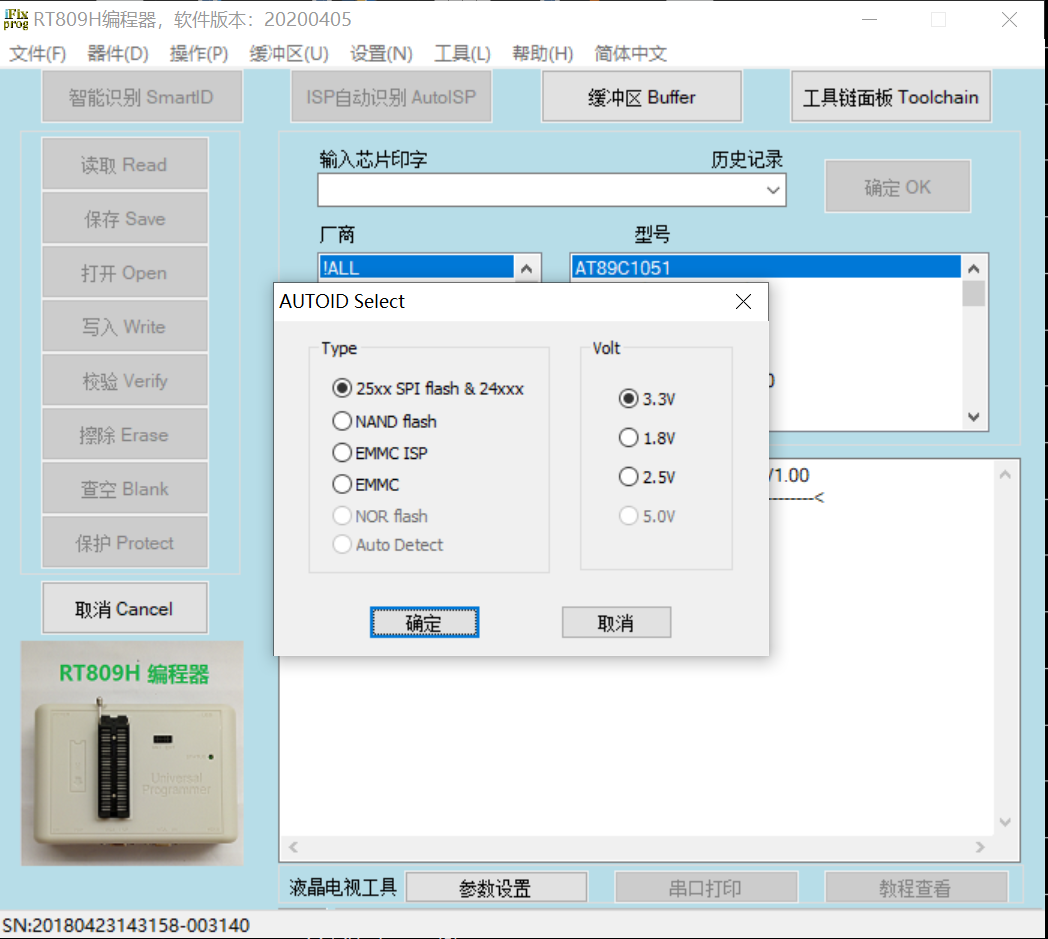 iFix
prog
RT809H编程器，软件版本：20200405
文件(F) 器件(D) 操作(P) 缓冲区(U) 设置(N) 工具(L) 帮助(H) 简体中文
智能识别 SmartID
ISP自动识别 AutoISP
缓冲区 Buffer
工具链面板 Toolchain
读取 Read
保存 Save
打开 Open
写入 Write
校验 Verify
擦除 Erase
查空 Blank
保护 Protect
取消 Cancel
输入芯片印字
历史记录
确定 OK
厂商
型号
!ALL
AT89C1051
AUTOID Select
Type
25xx SPI flash & 24xxx
NAND flash
EMMC ISP
EMMC
NOR flash
Auto Detect
Volt
3.3V
1.8V
2.5V
5.0V
确定
取消
/1.00
--------<
RT809H 编程器
Universal
Programmer
液晶电视工具
参数设置
串口打印
教程查看
SN:20180423143158-003140